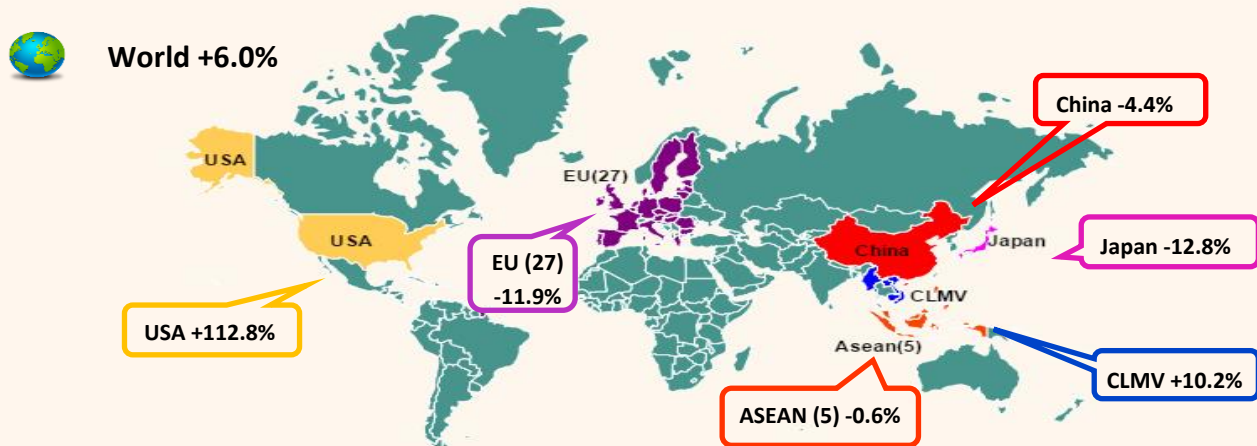 World +6.0%
China -4.4%
USA
EU(27)
USA
China
Japan
EU (27)
-11.9%
Japan -12.8%
CLMV
USA +112.8%
Asean(5)
CLMV +10.2%
ASEAN (5) -0.6%